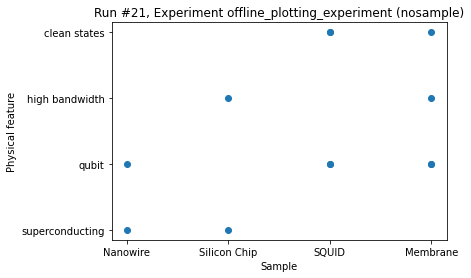 Run #21, Experiment offline_plotting_experiment (nosample)
clean states
high bandwidth
qubit
superconducting
Physical feature
Nanowire Silicon Chip SQUID Membrane
Sample